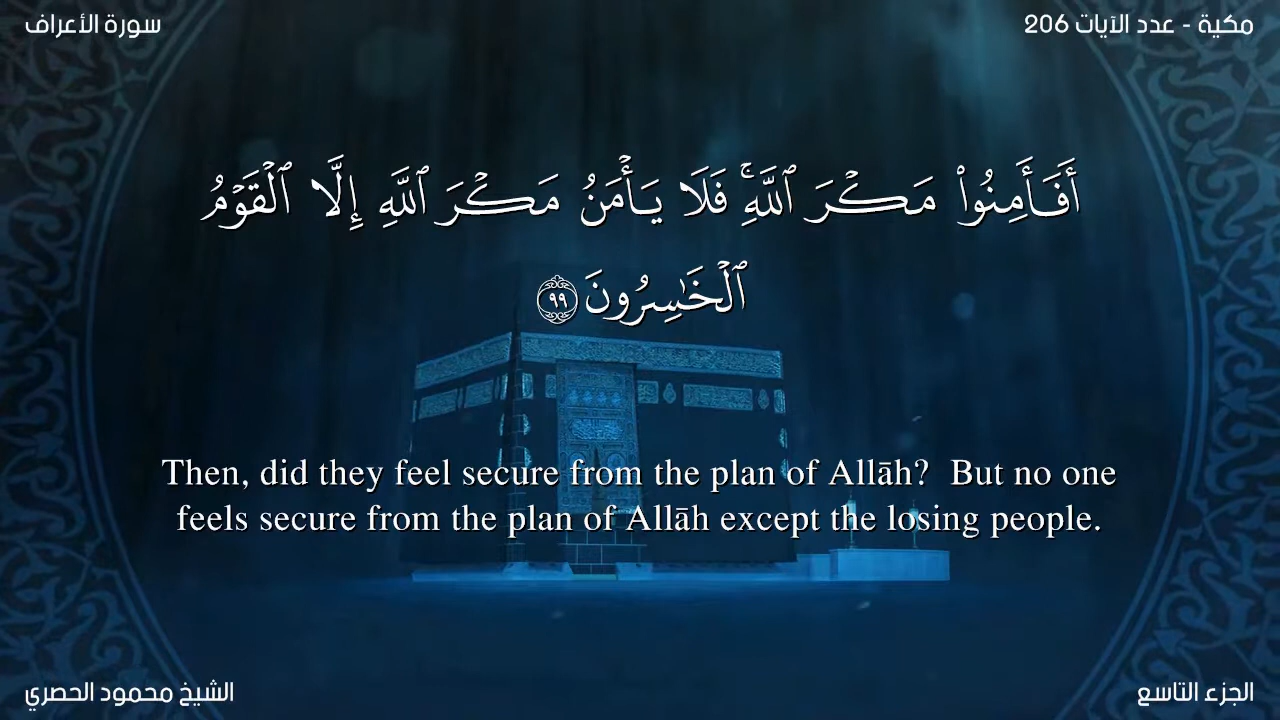 سورة الأعراف
مكية - عدد الآيات 206
أَفَأَمِنُوا۟ مَكْرَ ٱللَّهِ ۚ فَلَا يَأْمَنُ مَكْرَ ٱللَّهِ إِلَّا ٱلْقَوْمُ
ٱلْخَـٰسِرُونَ ٩٩
Then, did they feel secure from the plan of Allāh?  But no one
feels secure from the plan of Allāh except the losing people.
الشيخ محمود الحصري
الجزء التاسع